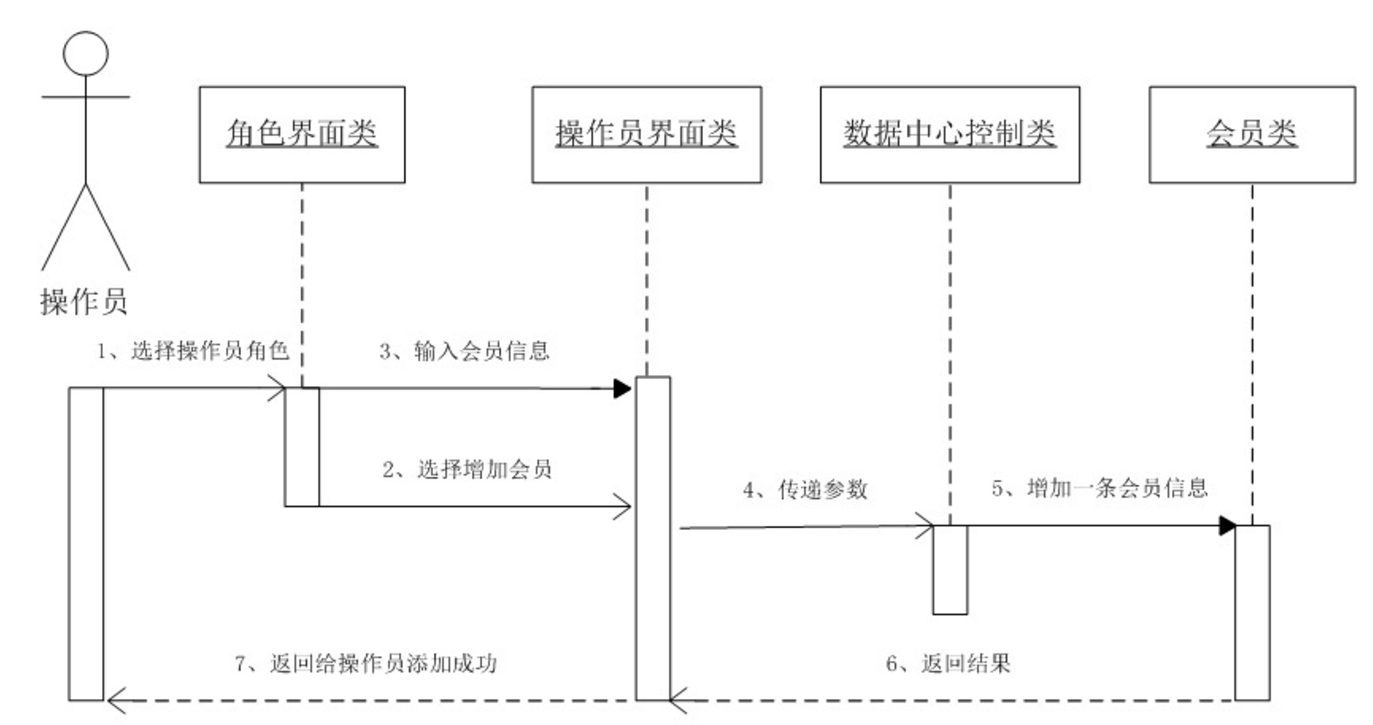 角色界面类
操作员界面类
数据中心控制类
会员类
操作员
1、选择操作员角色
3、输入会员信息
2、选择增加会员
4、传递参数
5、增加一条会员信息
7、返回给操作员添加成功
6、返回结果